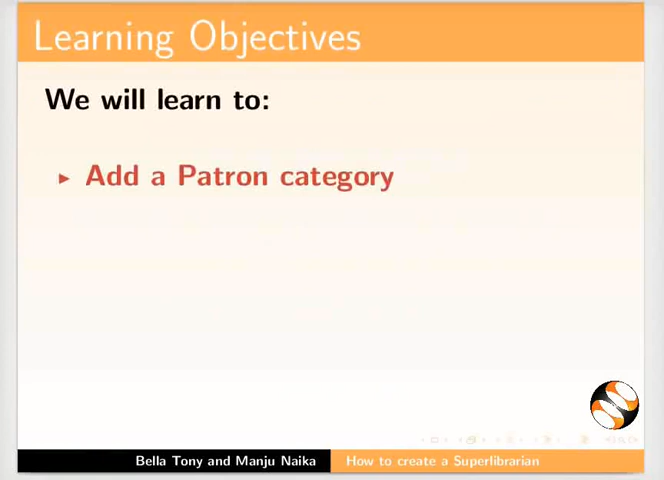 Learning Objectives
We will learn to:
Add a Patron category
Bella Tony and Manju Naika
How to create a Superlibrarian